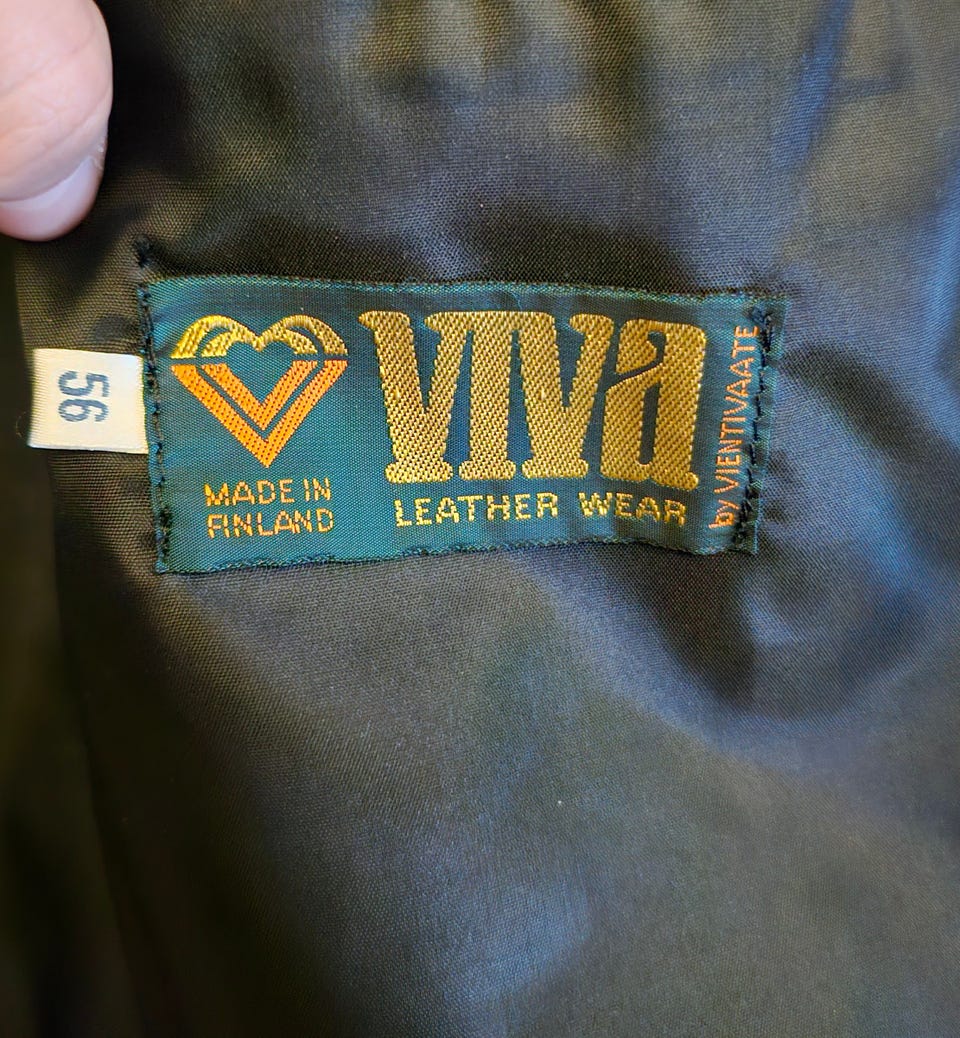 56
VIVa
MADE IN
FINLAND
LEATHER WEAR
by VIENTIVAATE